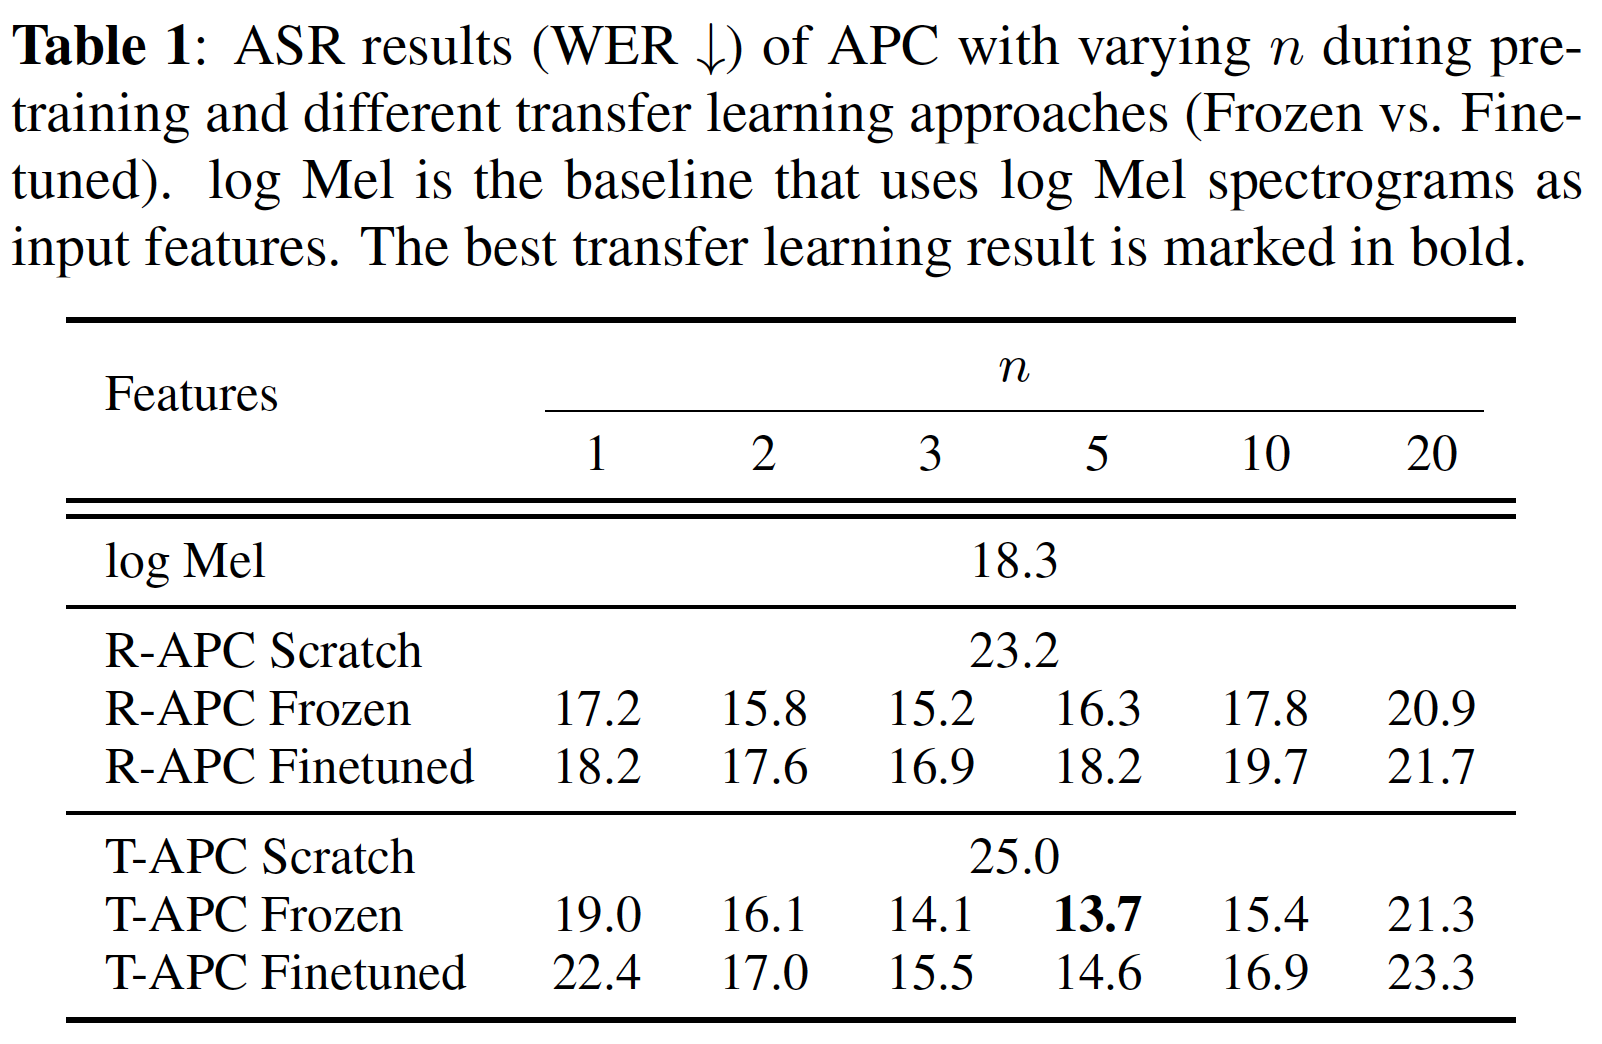 Table 1: ASR results (WER ↓) of APC with varying n during pre-
training and different transfer learning approaches (Frozen vs. Fine-
tuned). log Mel is the baseline that uses log Mel spectrograms as
input features. The best transfer learning result is marked in bold.
Features n
1 2 3 5 10 20
log Mel 18.3
R-APC Scratch 23.2
R-APC Frozen 17.2 15.8 15.2 16.3 17.8 20.9
R-APC Finetuned 18.2 17.6 16.9 18.2 19.7 21.7
T-APC Scratch 25.0
T-APC Frozen 19.0 16.1 14.1 13.7 15.4 21.3
T-APC Finetuned 22.4 17.0 15.5 14.6 16.9 23.3